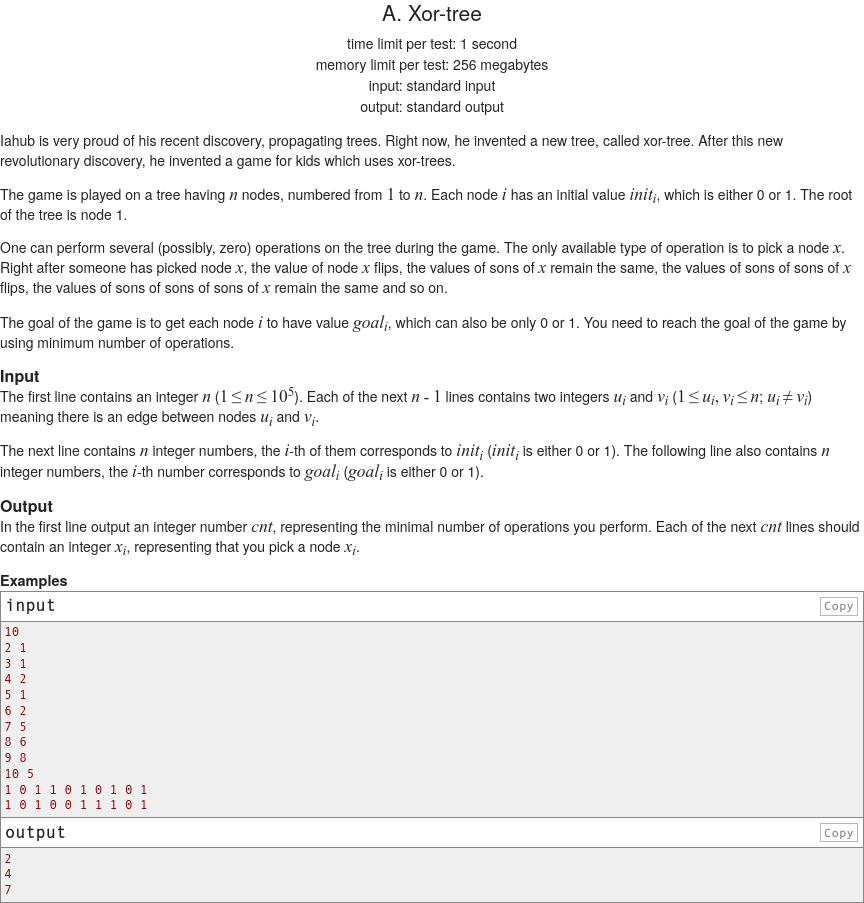 A. Xor-tree
time limit per test: 1 second
memory limit per test: 256 megabytes
input: standard input
output: standard output
Iahub is very proud of his recent discovery, propagating trees. Right now, he invented a new tree, called xor-tree. After this new
revolutionary discovery, he invented a game for kids which uses xor-trees.
The game is played on a tree having n nodes, numbered from 1 to n. Each node i has an initial value init_i, which is either 0 or 1. The root
of the tree is node 1.
One can perform several (possibly, zero) operations on the tree during the game. The only available type of operation is to pick a node x.
Right after someone has picked node x, the value of node x flips, the values of sons of x remain the same, the values of sons of sons of x
flips, the values of sons of sons of sons of x remain the same and so on.
The goal of the game is to get each node i to have value goal_i, which can also be only 0 or 1. You need to reach the goal of the game by
using minimum number of operations.
Input
The first line contains an integer n (1 ≤ n ≤ 10^5). Each of the next n - 1 lines contains two integers u_i and v_i (1 ≤ u_i, v_i ≤ n; u_i ≠ v_i)
meaning there is an edge between nodes u_i and v_i.
The next line contains n integer numbers, the i-th of them corresponds to init_i (init_i is either 0 or 1). The following line also contains n
integer numbers, the i-th number corresponds to goal_i (goal_i is either 0 or 1).
Output
In the first line output an integer number cnt, representing the minimal number of operations you perform. Each of the next cnt lines should
contain an integer x_i, representing that you pick a node x_i.
Examples
input Copy
10
2 1
3 1
4 2
5 1
6 2
7 5
8 6
9 8
10 5
1 0 1 1 0 1 0 1 0 1
1 0 1 0 0 1 1 1 0 1
output Copy
2
4
7